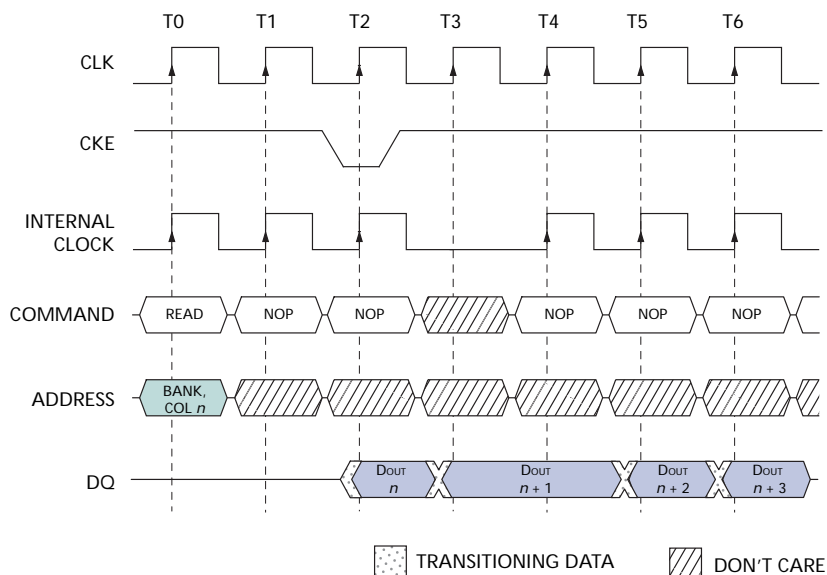 T0 T1 T2 T3 T4 T5 T6
CLK
CKE
INTERNAL
CLOCK
COMMAND READ NOP NOP NOP NOP NOP
ADDRESS BANK,
COL n
DQ DOUT DOUT DOUT DOUT
n n + 1 n + 2 n + 3
TRANSITIONING DATA DON'T CARE